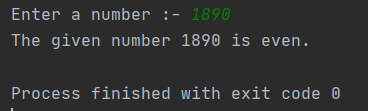 Enter a number :- 1890
The given number 1890 is even.
Process finished with exit code 0